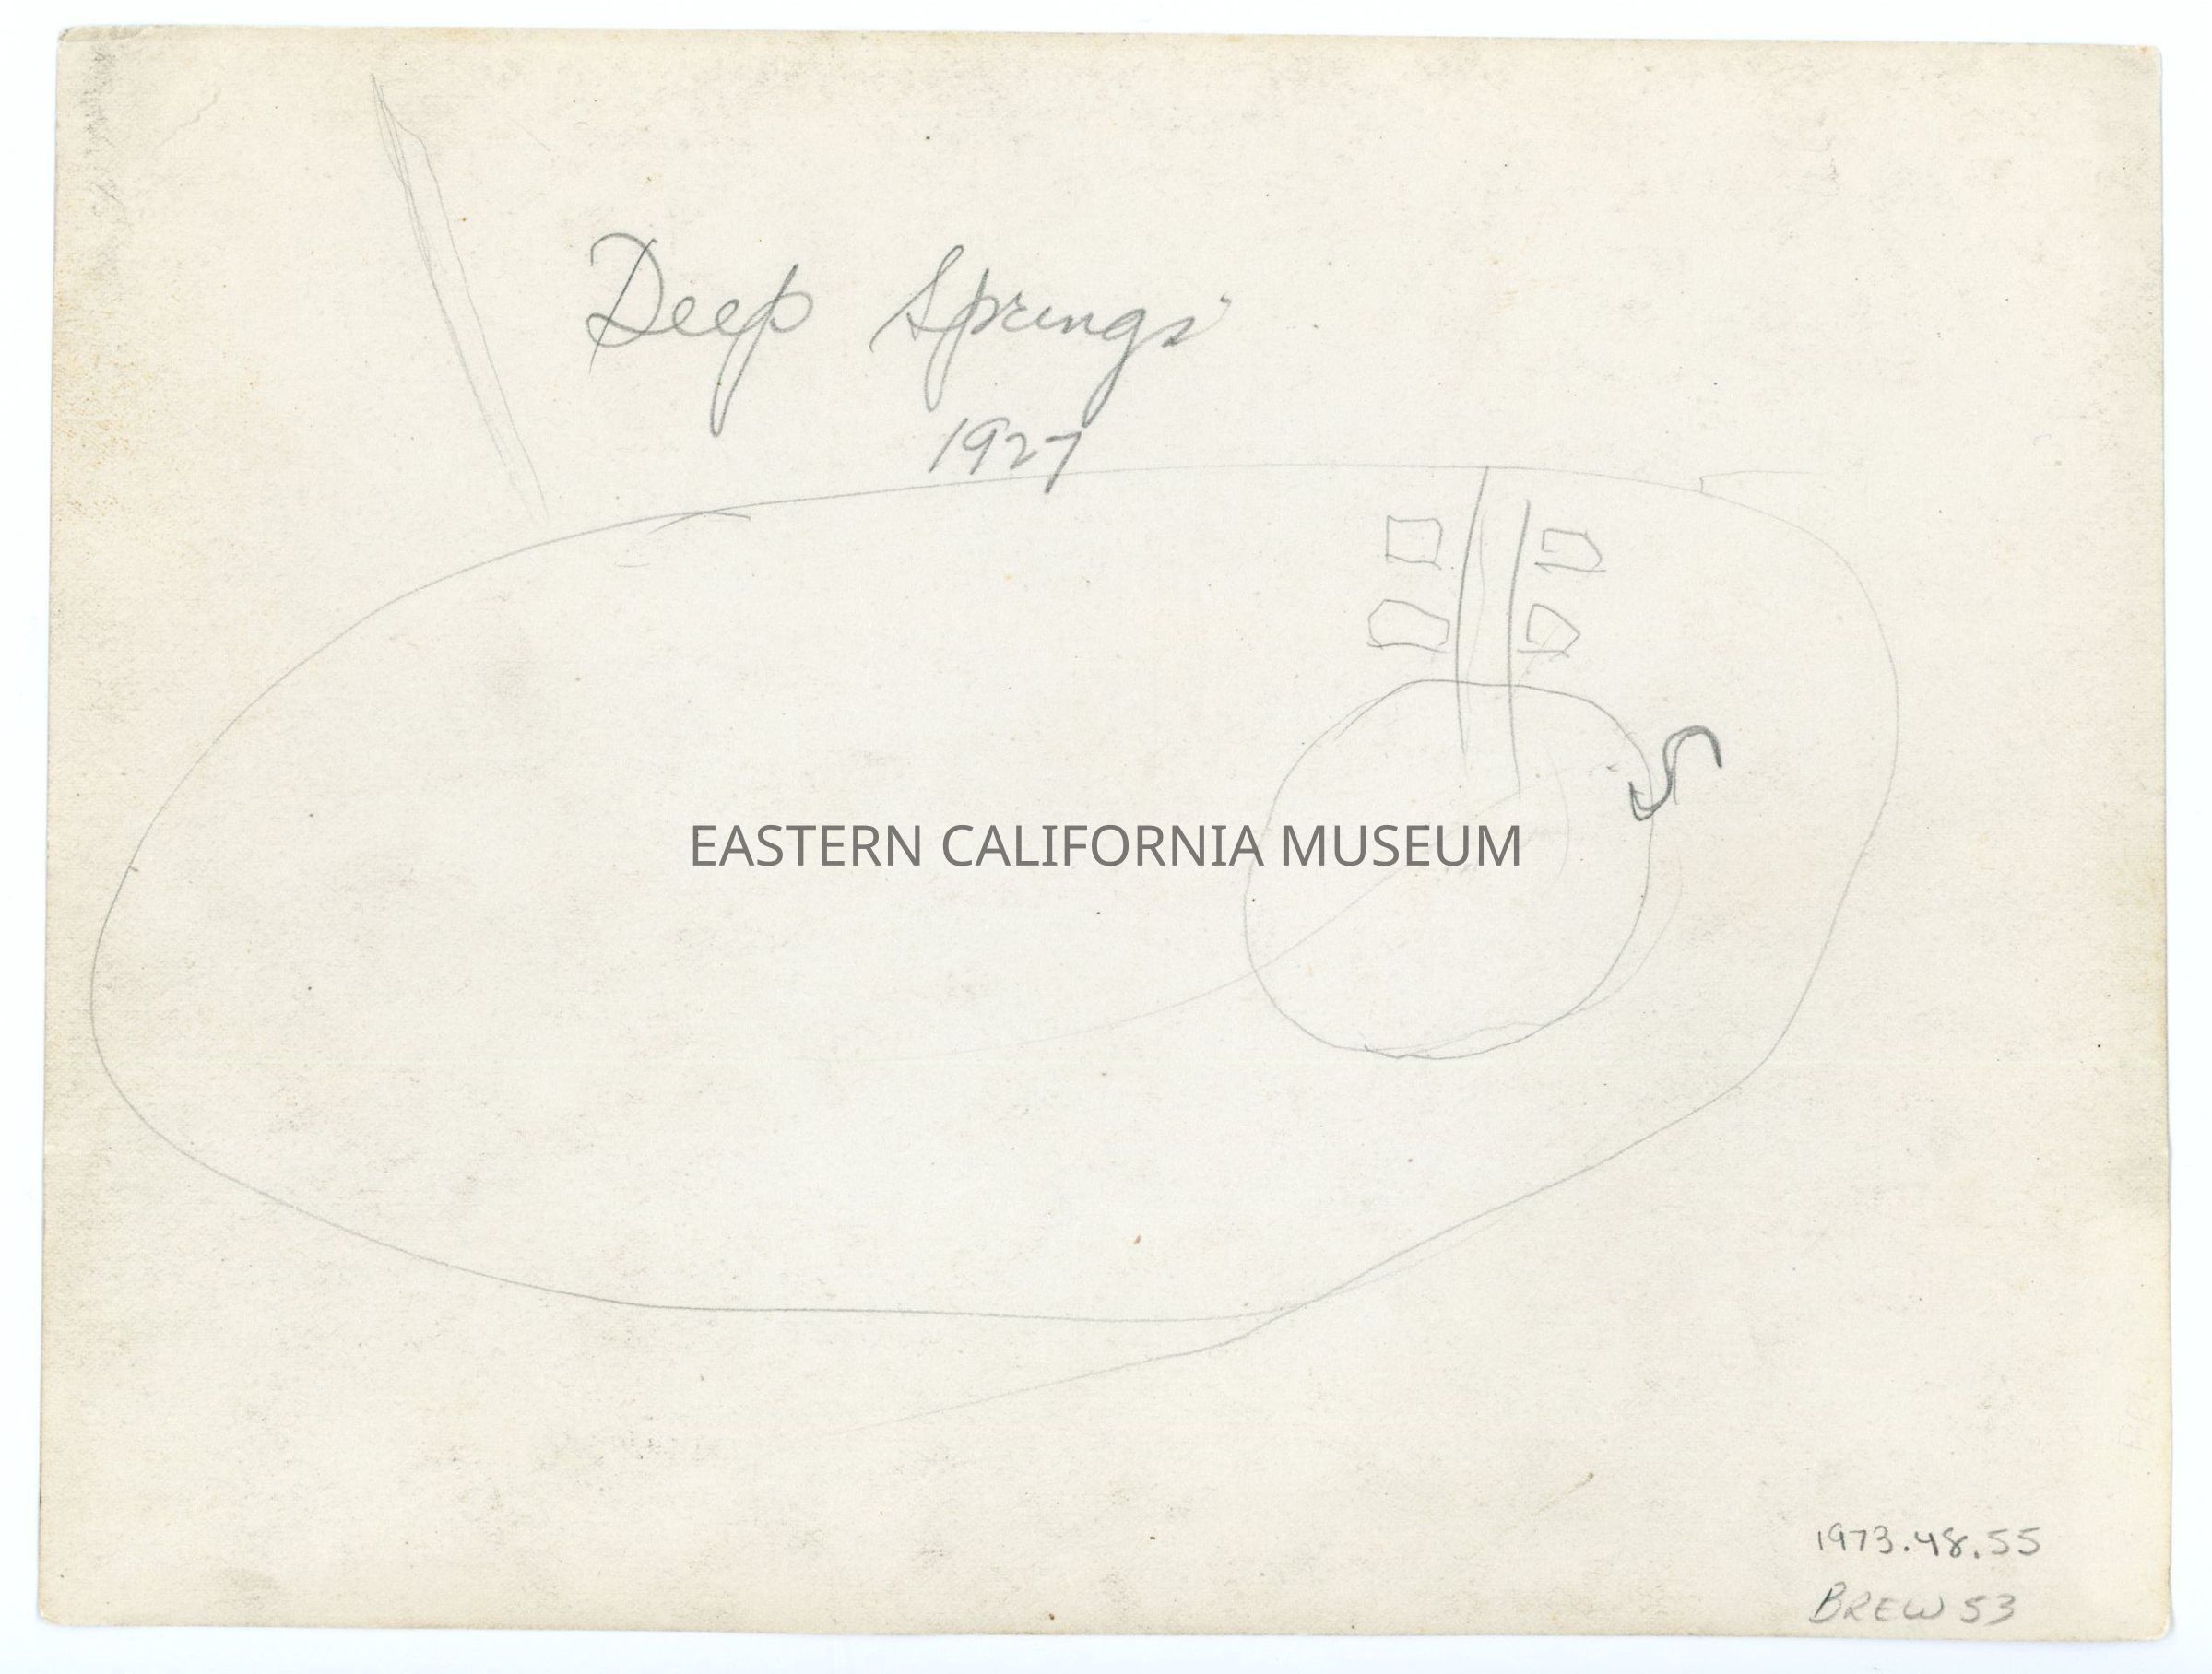 Deep Springs
1927
EASTERN CALIFORNIA MUSEUM
1973.48.55
BREW 53